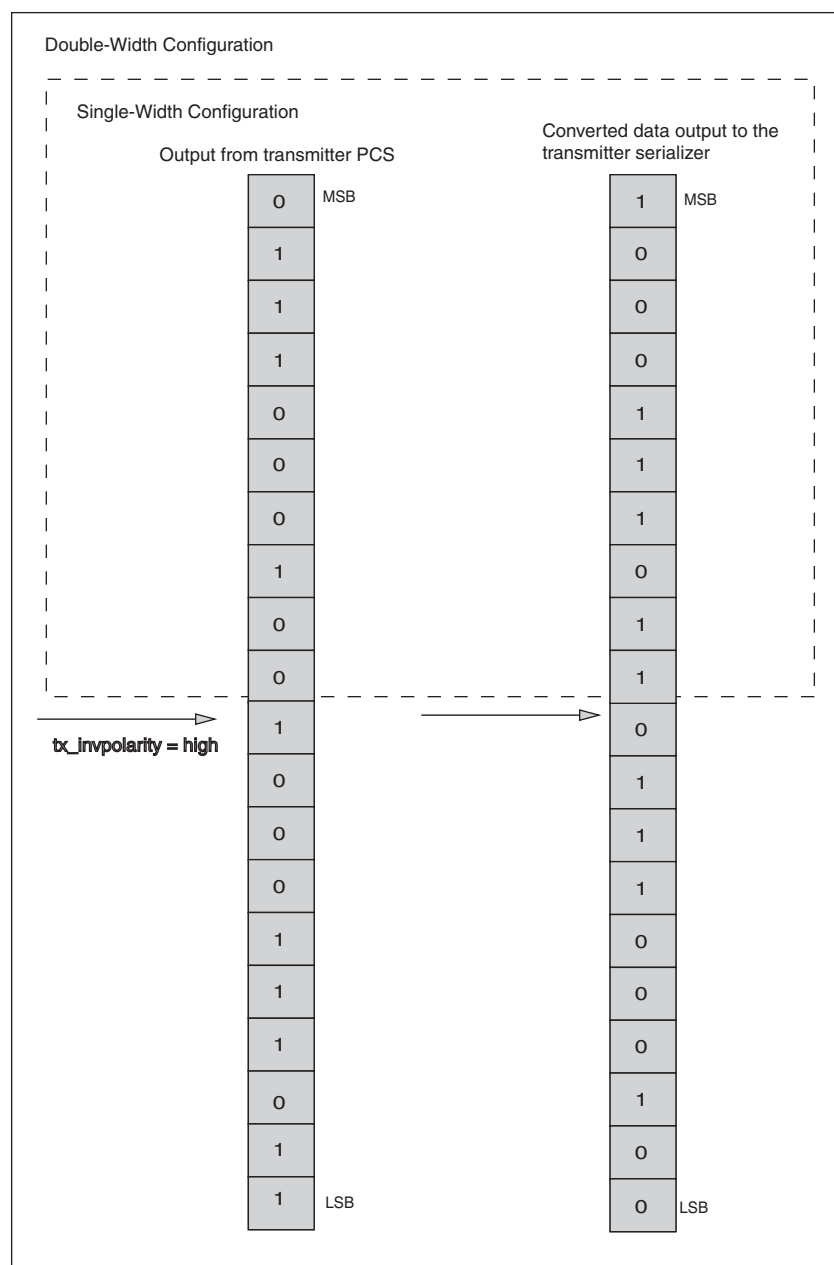 Double-Width Configuration
Single-Width Configuration
Output from transmitter PCS
Converted data output to the
transmitter serializer
0 MSB 1 MSB
1 0
1 0
1 0
0 1
0 1
0 1
1 0
0 1
0 1
1 0
tx_invpolarity = high
0 1
0 1
0 1
1 0
1 0
1 0
0 1
1 0
1 LSB 0 LSB